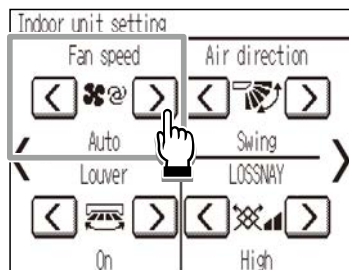 Indoor unit setting
Fan speed Air direction
Auto Swing
Louver LOSSNAY
On High